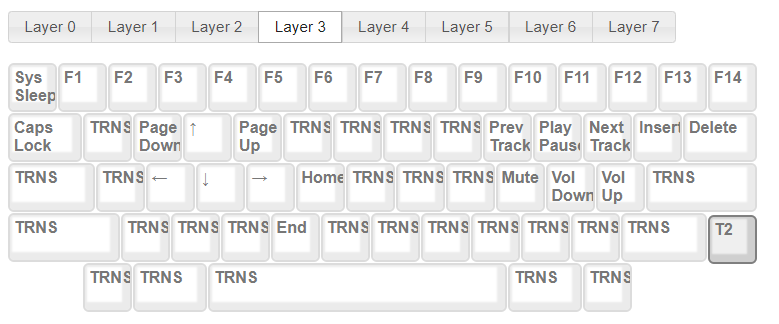 Layer 0 Layer 1 Layer 2 Layer 3 Layer 4 Layer 5 Layer 6 Layer 7
Sys Sleep F1 F2 F3 F4 F5 F6 F7 F8 F9 F10 F11 F12 F13 F14
Caps Lock TRNS Page Down ↑ Page Up TRNS TRNS TRNS TRNS Prev Track Play Pause Next Track Insert Delete
TRNS TRNS ← ↓ → Home TRNS TRNS TRNS Mute Vol Down Vol Up TRNS
TRNS TRNS TRNS TRNS End TRNS TRNS TRNS TRNS TRNS TRNS TRNS T2
TRNS TRNS TRNS TRNS TRNS